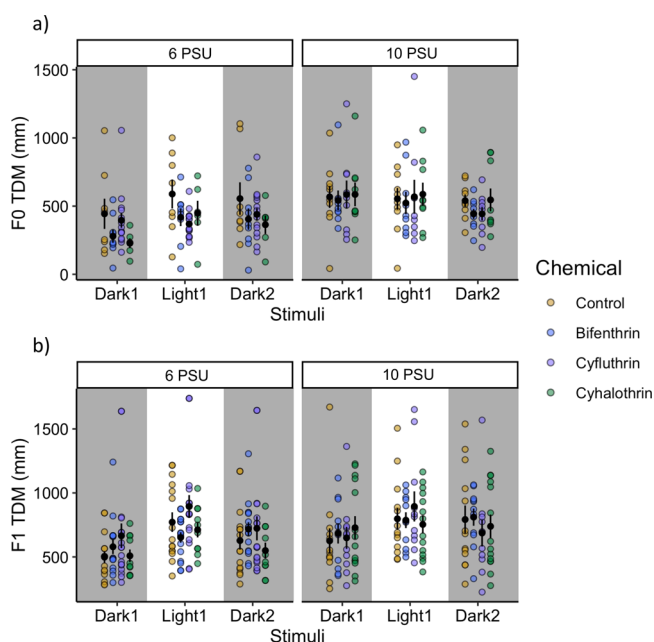 a)
6 PSU
10 PSU
1500
1000
500
0
F0 TDM (mm)
Dark1
Light1
Dark2
Dark1
Light1
Dark2
Stimuli
Chemical
Control
Bifenthrin
Cyfluthrin
Cyhalothrin
b)
6 PSU
10 PSU
1500
1000
500
F1 TDM (mm)
Dark1
Light1
Dark2
Dark1
Light1
Dark2
Stimuli